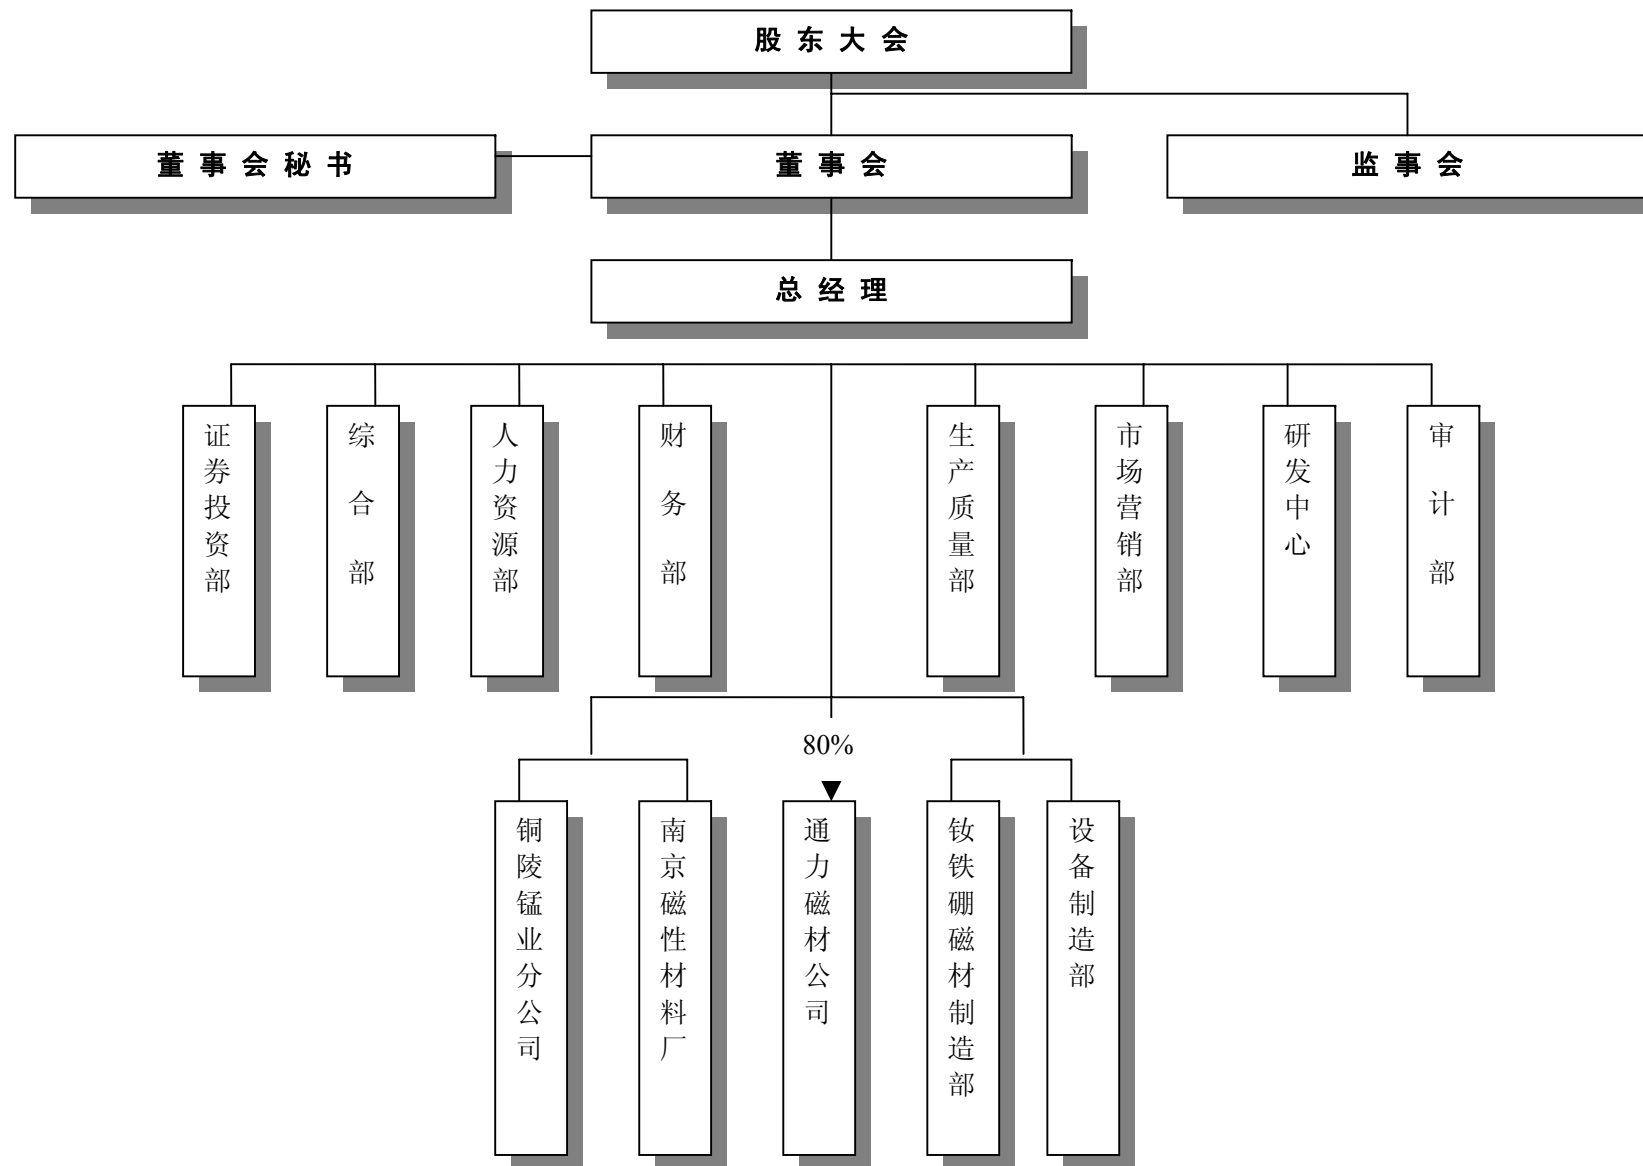 股东大会
董事会秘书
董事会
监事会
总经理
证券投资部
综合部
人力资源部
财务部
生产质量部
市场营销部
研发中心
审计部
80%
铜陵锰业分公司
南京磁性材料厂
通力磁材公司
钕铁硼磁材制造部
设备制造部